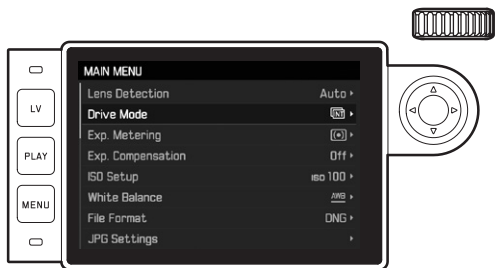 MAIN MENU
Lens Detection Auto
LV
Drive Mode INT
Exp. Metering
PLAY
Exp. Compensation Off
ISO Setup ISO 100
MENU
White Balance AWB
File Format DNG
JPG Settings